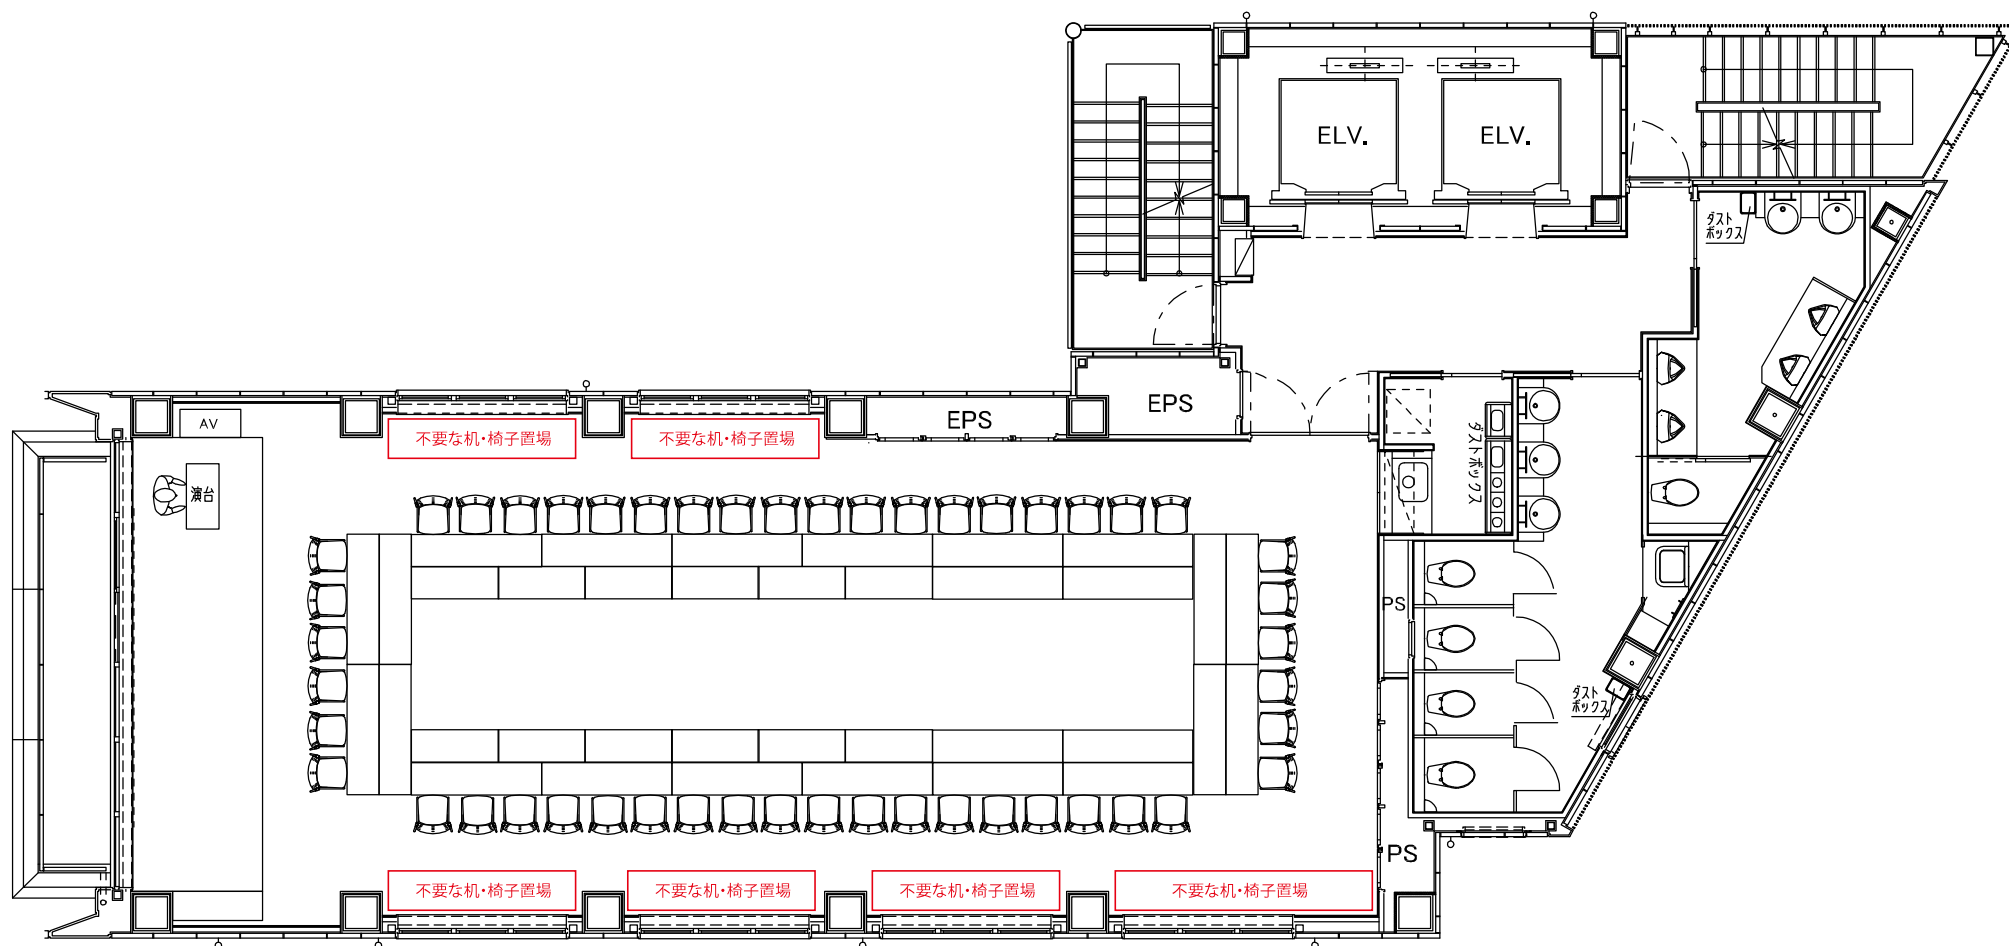 ELV.
ELV.
ダスト
ボックス
EPS
EPS
AV
不要な机・椅子置場
不要な机・椅子置場
ダストボックス
演台
PS
ダスト
ボックス
PS
不要な机・椅子置場
不要な机・椅子置場
不要な机・椅子置場
不要な机・椅子置場